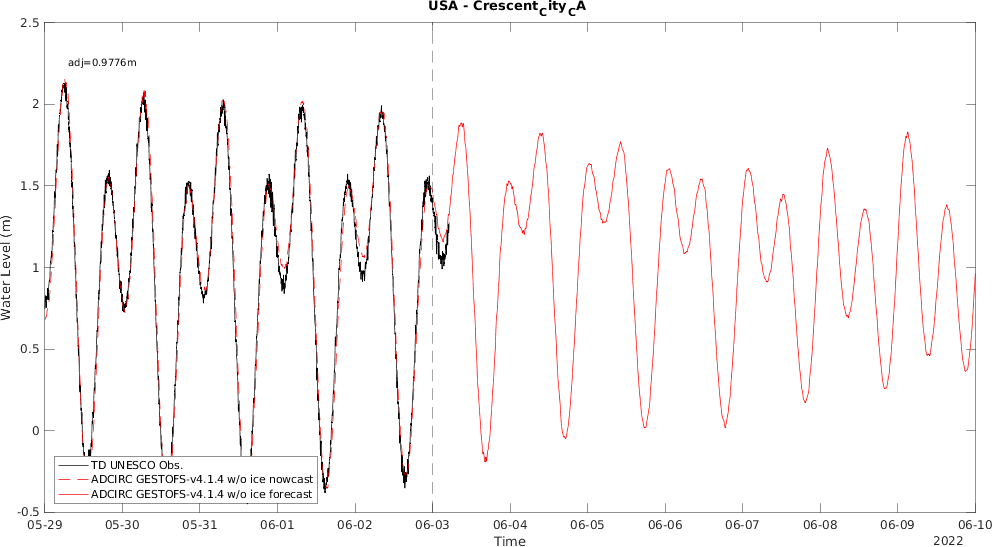 USA - Crescent_City_CA
adj=0.9776m
2.5
2
1.5
1
0.5
0
-0.5
Water Level (m)
TD UNESCO Obs.
ADCIRC GESTOFS-v4.1.4 w/o ice nowcast
ADCIRC GESTOFS-v4.1.4 w/o ice forecast
05-29 05-30 05-31 06-01 06-02 06-03 06-04 06-05 06-06 06-07 06-08 06-09 06-10
Time
2022